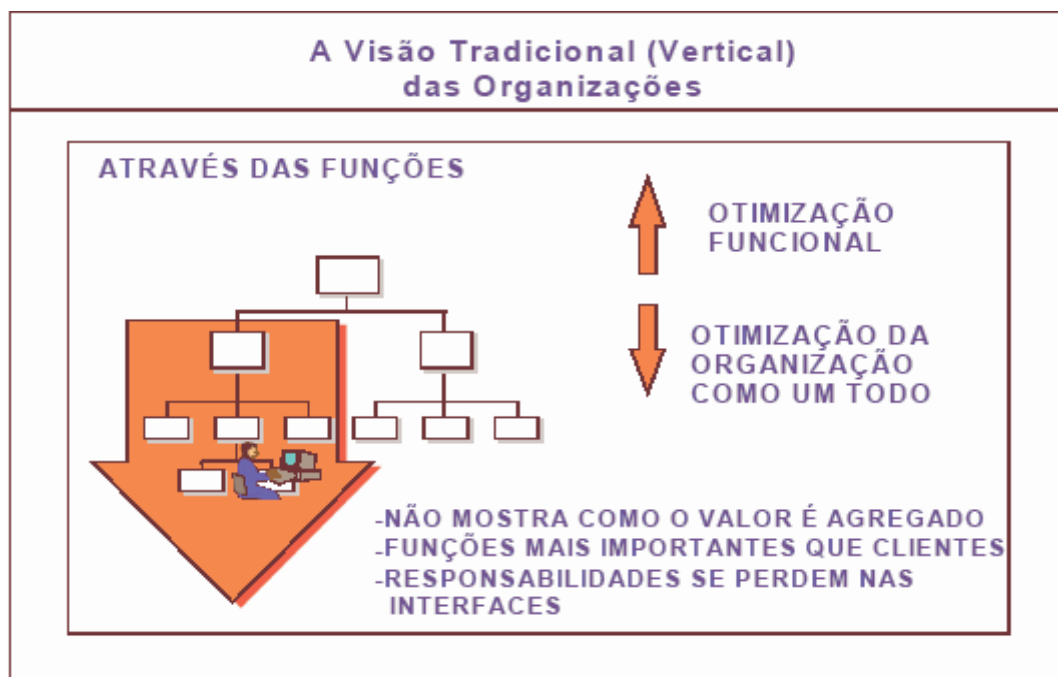 A Visão Tradicional (Vertical)
das Organizações
ATRAVÉS DAS FUNÇÕES
OTIMIZAÇÃO
FUNCIONAL
OTIMIZAÇÃO DA
ORGANIZAÇÃO
COMO UM TODO
-NÃO MOSTRA COMO O VALOR É AGREGADO
-FUNÇÕES MAIS IMPORTANTES QUE CLIENTES
-RESPONSABILIDADES SE PERDEM NAS
INTERFACES